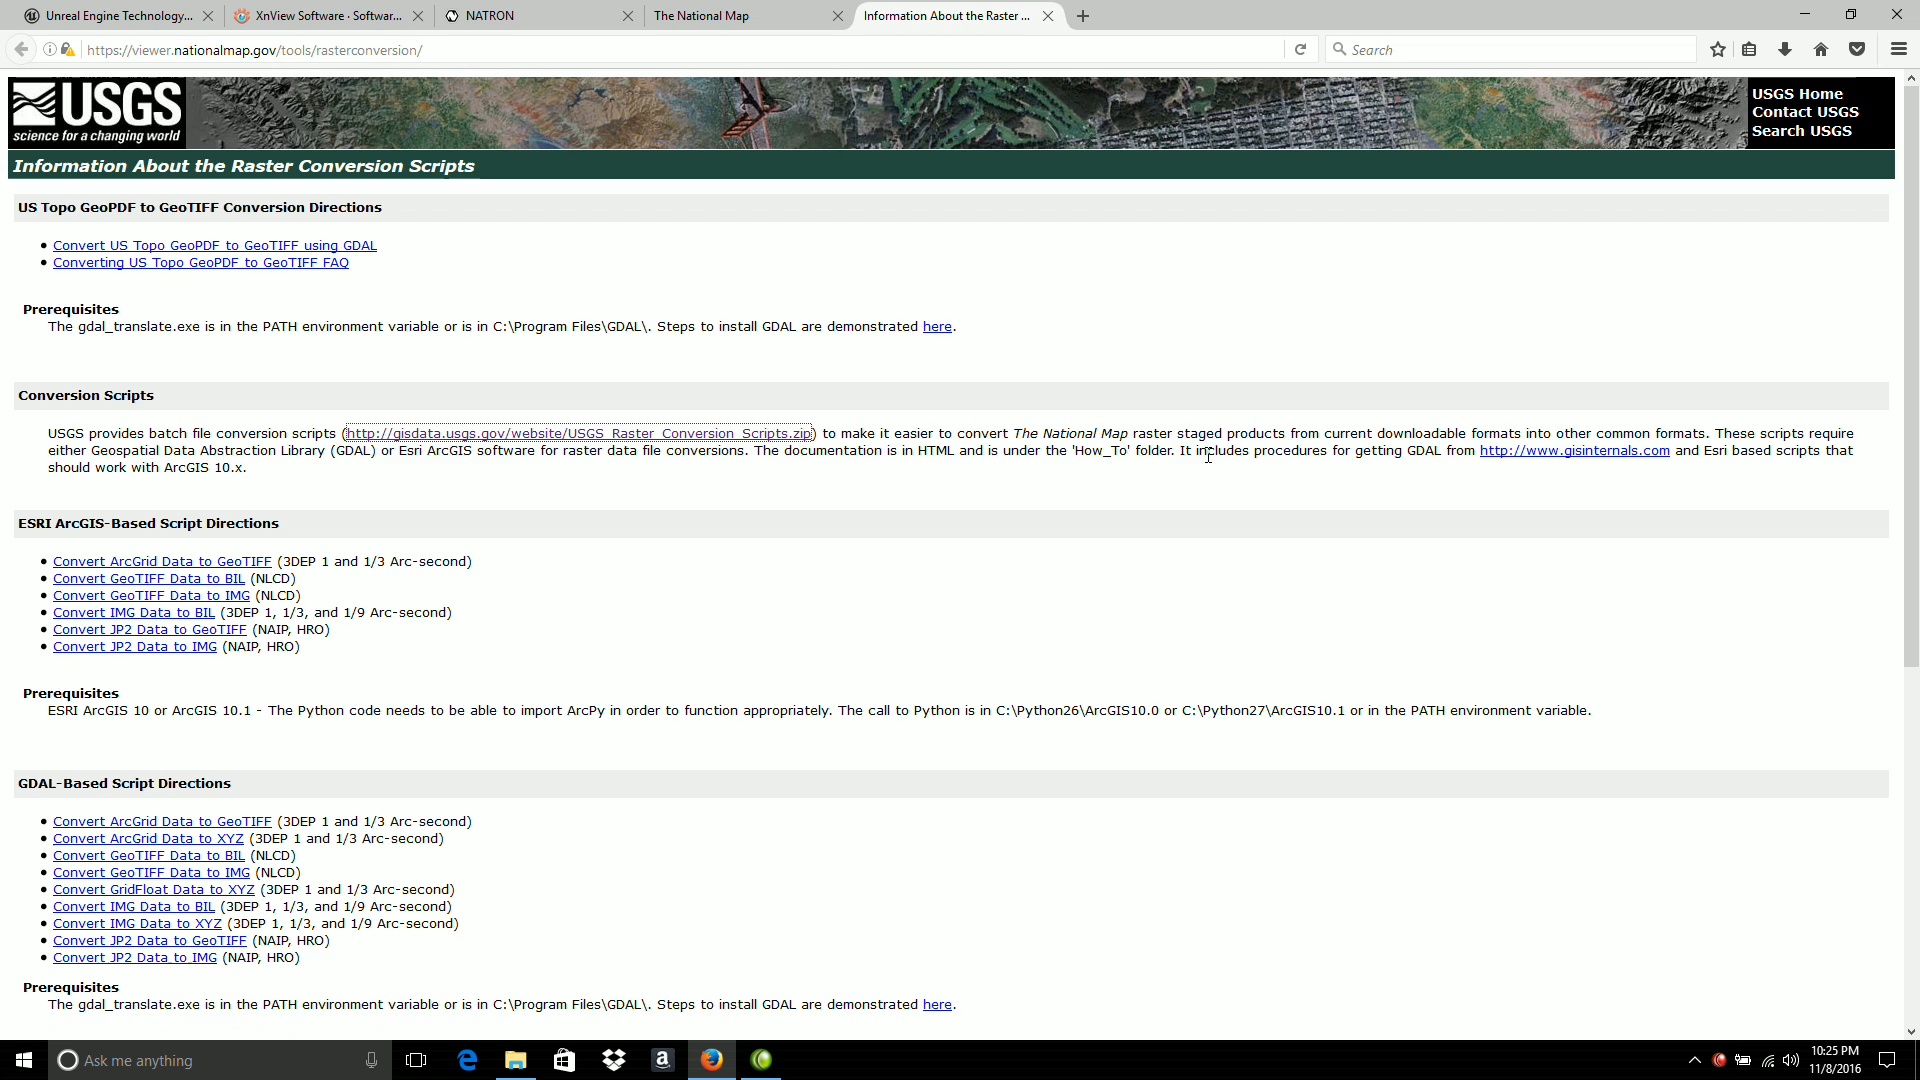 Unreal Engine Technology... XnView Software · Softwar... NATRON The National Map Information About the Raster ...
https://viewer.nationalmap.gov/tools/rasterconversion/ Search
USGS
science for a changing world
USGS Home
Contact USGS
Search USGS
Information About the Raster Conversion Scripts
US Topo GeoPDF to GeoTIFF Conversion Directions
Convert US Topo GeoPDF to GeoTIFF using GDAL
Converting US Topo GeoPDF to GeoTIFF FAQ
Prerequisites
The gdal_translate.exe is in the PATH environment variable or is in C:\Program Files\GDAL\. Steps to install GDAL are demonstrated here.
Conversion Scripts
USGS provides batch file conversion scripts (http://gisdata.usgs.gov/website/USGS_Raster_Conversion_Scripts.zip) to make it easier to convert The National Map raster staged products from current downloadable formats into other common formats. These scripts require
either Geospatial Data Abstraction Library (GDAL) or Esri ArcGIS software for raster data file conversions. The documentation is in HTML and is under the 'How_To' folder. It includes procedures for getting GDAL from http://www.gisinternals.com and Esri based scripts that
should work with ArcGIS 10.x.
ESRI ArcGIS-Based Script Directions
Convert ArcGrid Data to GeoTIFF (3DEP 1 and 1/3 Arc-second)
Convert GeoTIFF Data to BIL (NLCD)
Convert GeoTIFF Data to IMG (NLCD)
Convert IMG Data to BIL (3DEP 1, 1/3, and 1/9 Arc-second)
Convert JP2 Data to GeoTIFF (NAIP, HRO)
Convert JP2 Data to IMG (NAIP, HRO)
Prerequisites
ESRI ArcGIS 10 or ArcGIS 10.1 - The Python code needs to be able to import ArcPy in order to function appropriately. The call to Python is in C:\Python26\ArcGIS10.0 or C:\Python27\ArcGIS10.1 or in the PATH environment variable.
GDAL-Based Script Directions
Convert ArcGrid Data to GeoTIFF (3DEP 1 and 1/3 Arc-second)
Convert ArcGrid Data to XYZ (3DEP 1 and 1/3 Arc-second)
Convert GeoTIFF Data to BIL (NLCD)
Convert GeoTIFF Data to IMG (NLCD)
Convert GridFloat Data to XYZ (3DEP 1 and 1/3 Arc-second)
Convert IMG Data to BIL (3DEP 1, 1/3, and 1/9 Arc-second)
Convert IMG Data to XYZ (3DEP 1, 1/3, and 1/9 Arc-second)
Convert JP2 Data to GeoTIFF (NAIP, HRO)
Convert JP2 Data to IMG (NAIP, HRO)
Prerequisites
The gdal_translate.exe is in the PATH environment variable or is in C:\Program Files\GDAL\. Steps to install GDAL are demonstrated here.
Ask me anything
10:25 PM
11/8/2016